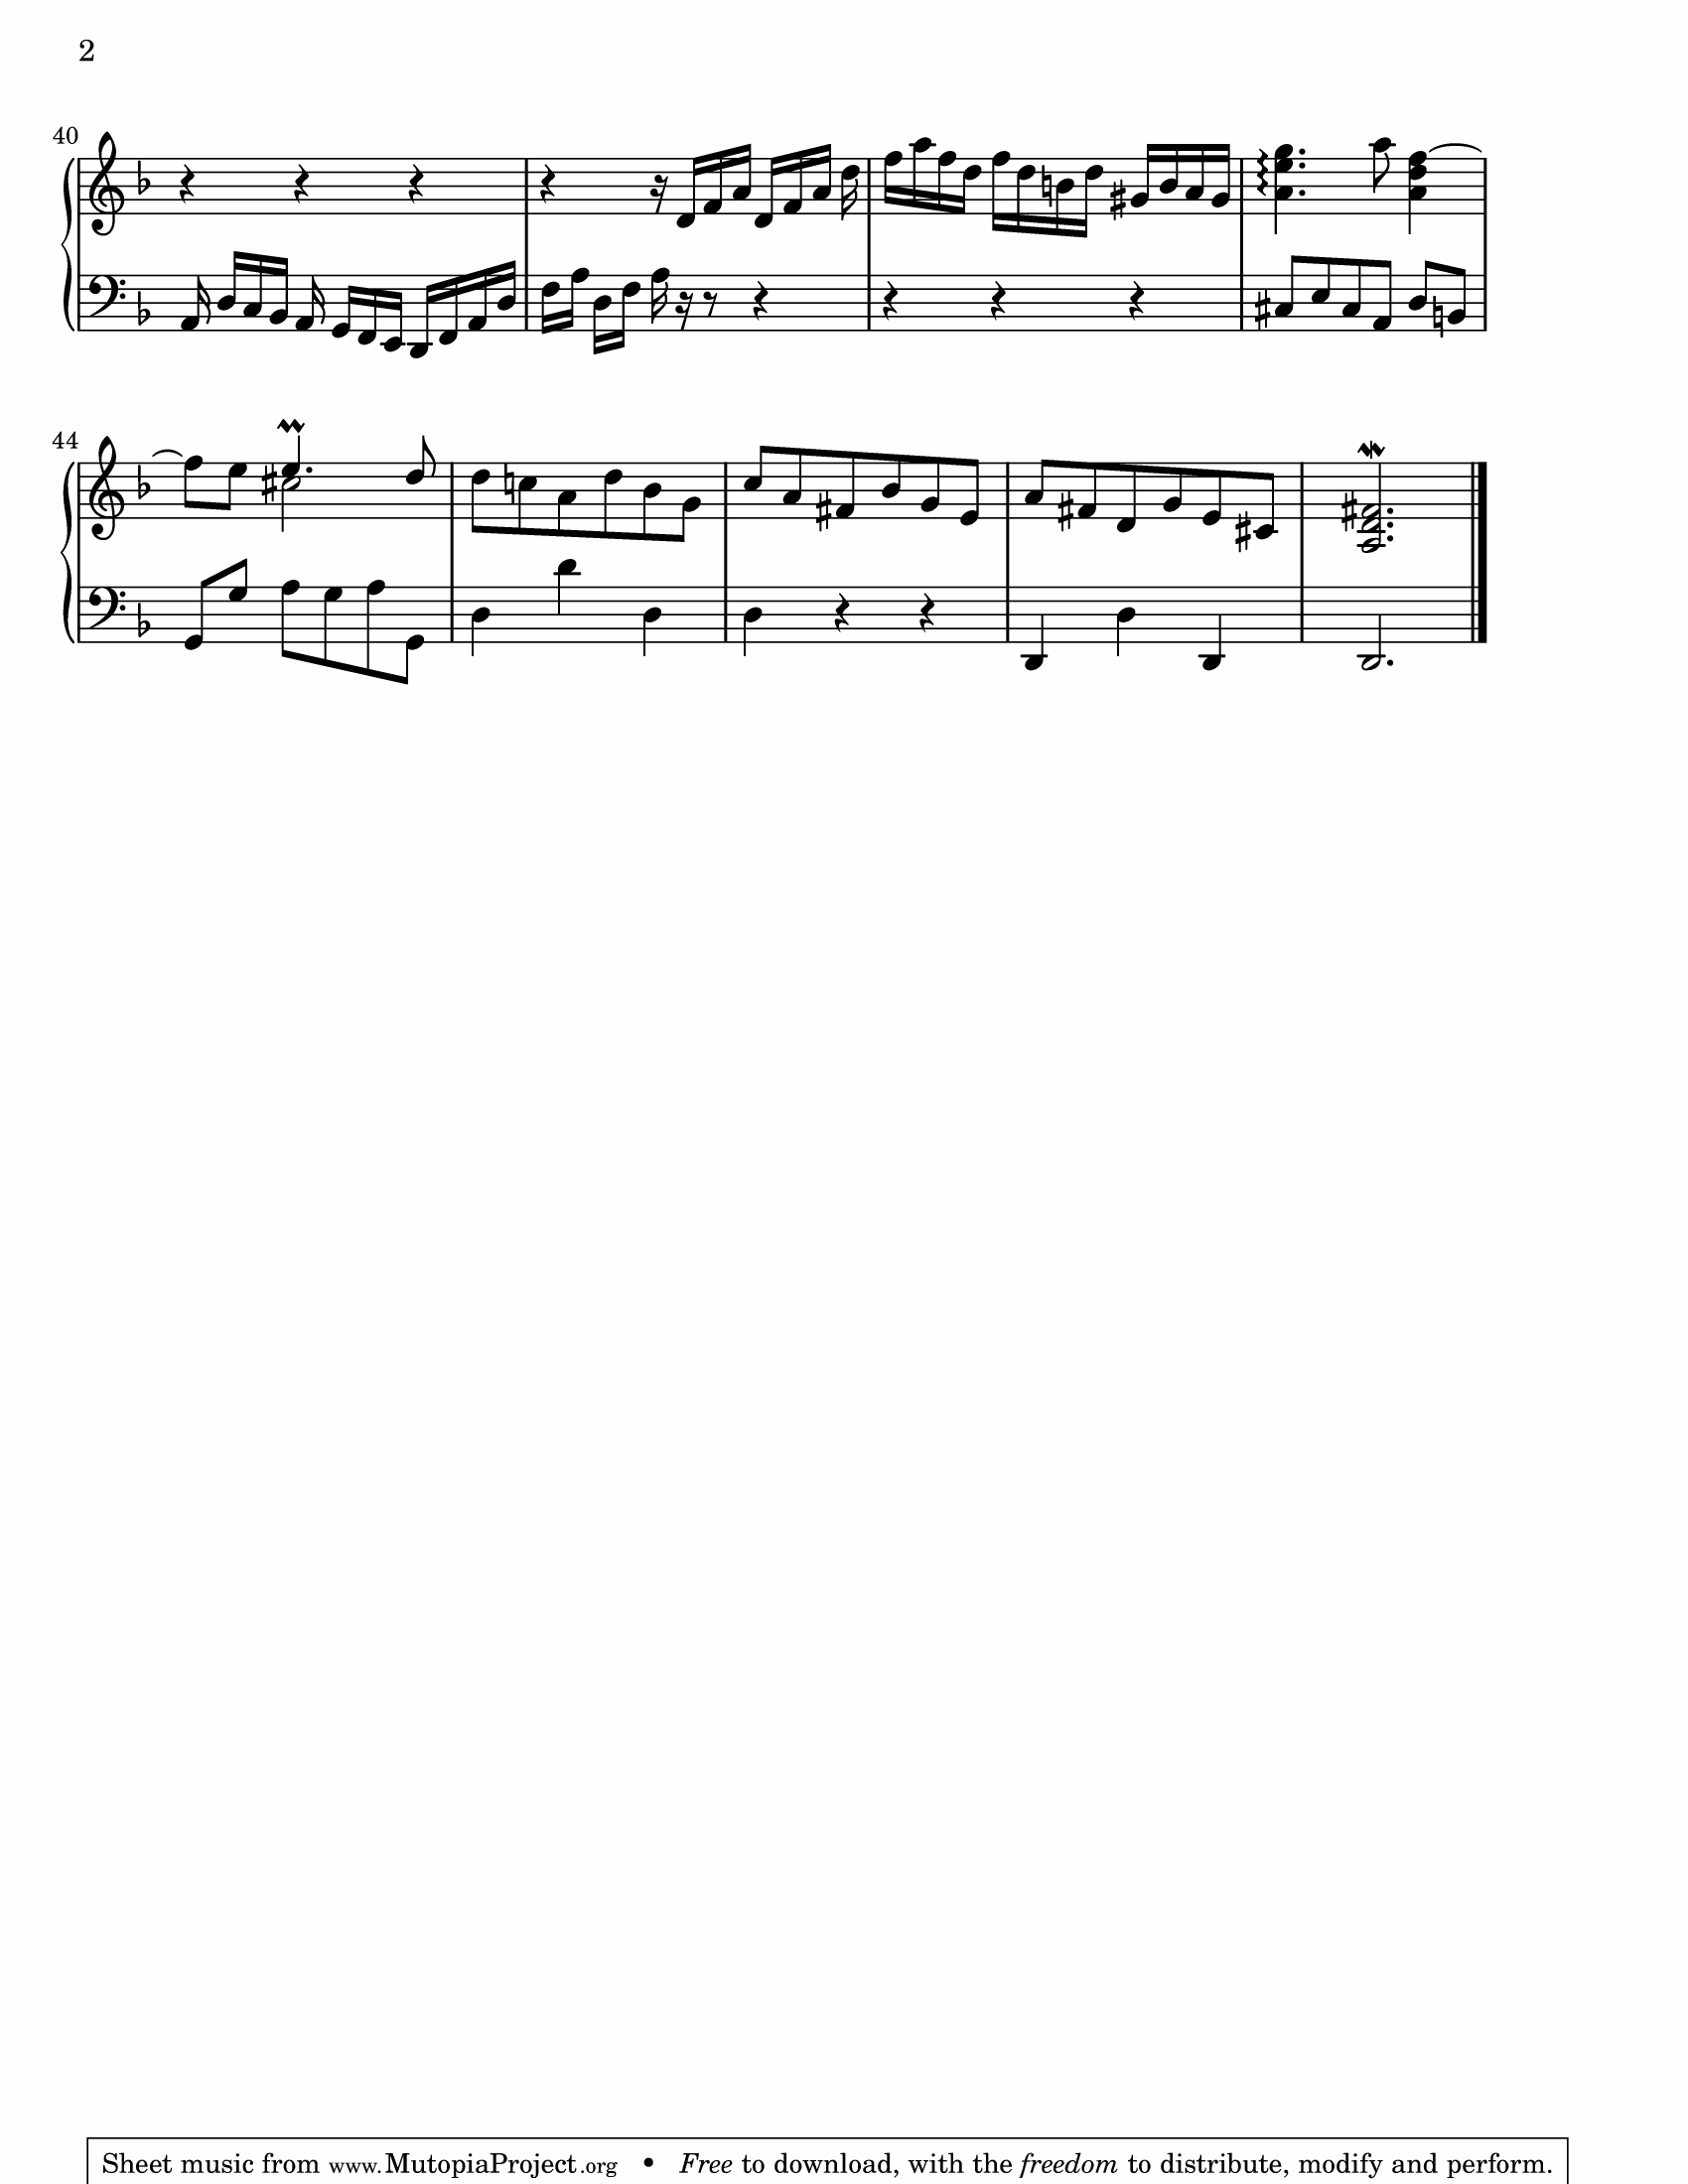 2
40
44
Sheet music from www.MutopiaProject.org • Free to download, with the freedom to distribute, modify and perform.